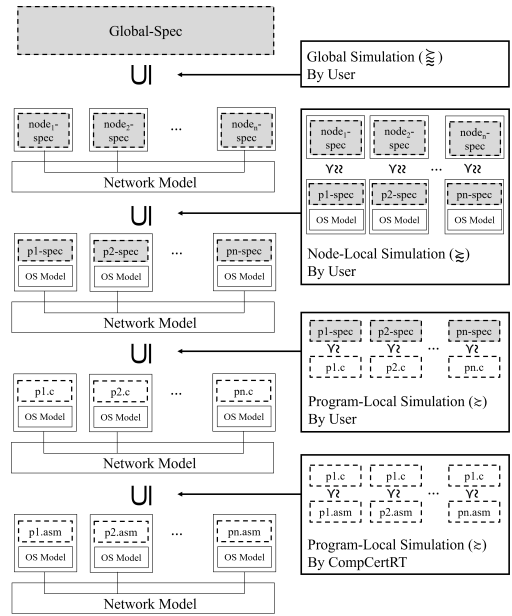 Global-Spec
⊇
Global Simulation (≿)
By User
node1-spec node2-spec ... noden-spec
Network Model
⊇
node1-spec node2-spec noden-spec
≿ ≿ ... ≿
p1-spec p2-spec pn-spec
OS Model OS Model OS Model
Node-Local Simulation (≿)
By User
p1-spec p2-spec ... pn-spec
OS Model OS Model OS Model
Network Model
⊇
p1-spec p2-spec pn-spec
≿ ≿ ... ≿
p1.c p2.c pn.c
Program-Local Simulation (≿)
By User
p1.c p2.c ... pn.c
OS Model OS Model OS Model
Network Model
⊇
p1.c p1.c p1.c
≿ ≿ ... ≿
p1.asm p2.asm pn.asm
Program-Local Simulation (≿)
By CompCertRT
p1.asm p2.asm ... pn.asm
OS Model OS Model OS Model
Network Model